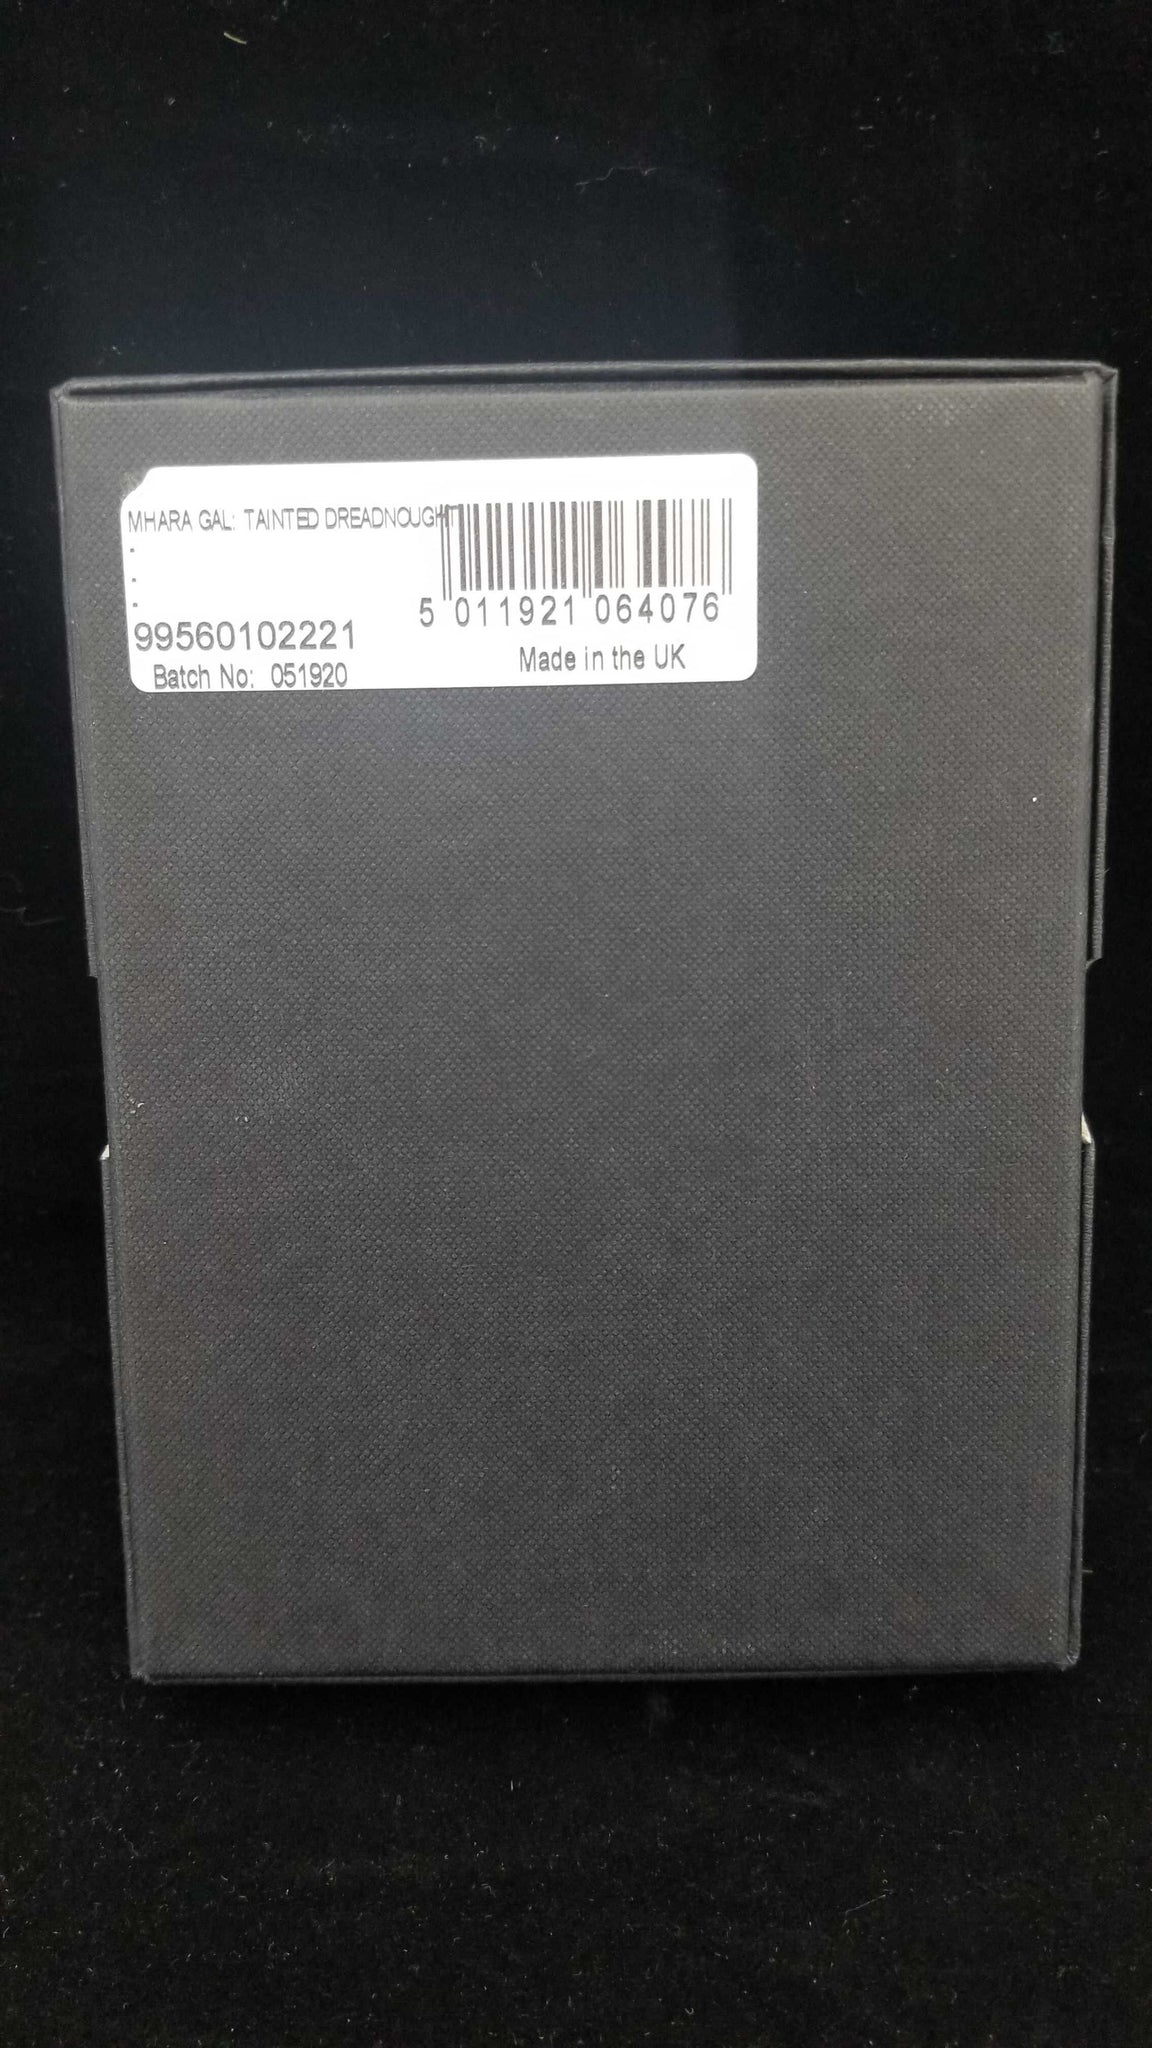 MHARA GAL: TAINTED DREADNOUGHT
.
.
.
99560102221
Batch No: 051920
5 011921 064076
Made in the UK